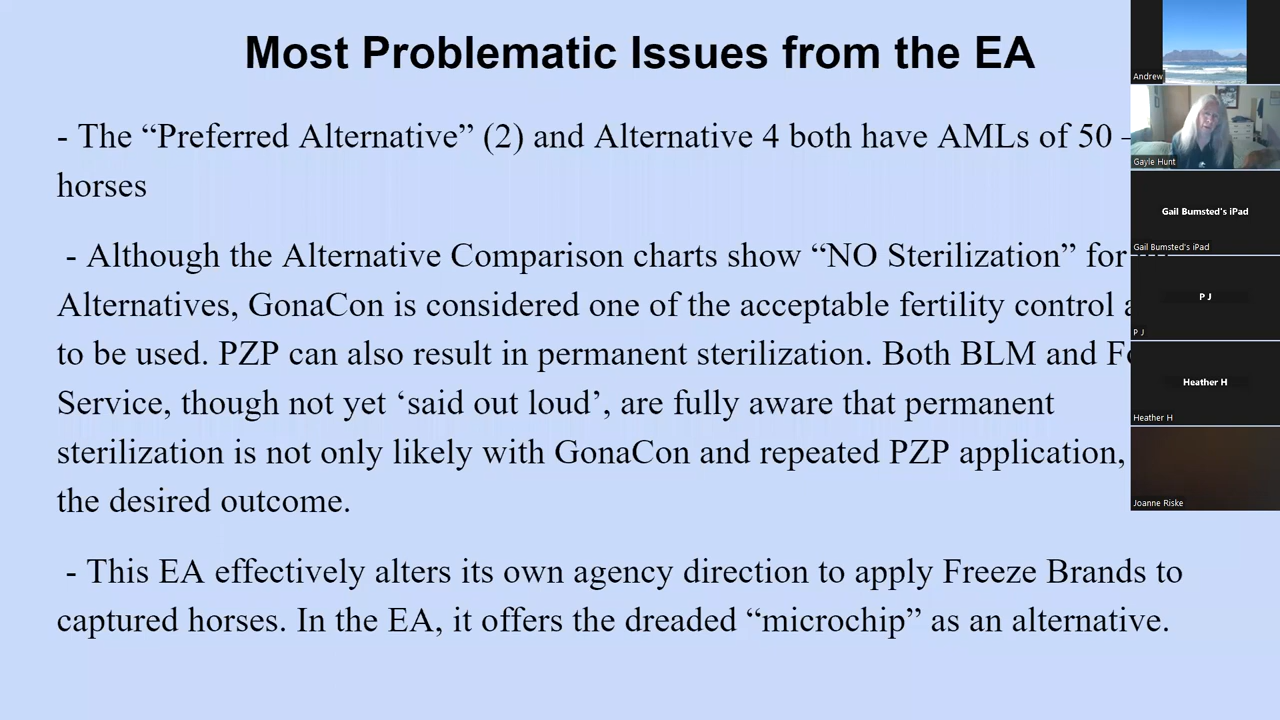 Most Problematic Issues from the EA
- The “Preferred Alternative” (2) and Alternative 4 both have AMLs of 50 –
horses
- Although the Alternative Comparison charts show “NO Sterilization” for
Alternatives, GonaCon is considered one of the acceptable fertility control
to be used. PZP can also result in permanent sterilization. Both BLM and
Service, though not yet ‘said out loud’, are fully aware that permanent
sterilization is not only likely with GonaCon and repeated PZP application,
the desired outcome.
- This EA effectively alters its own agency direction to apply Freeze Brands to
captured horses. In the EA, it offers the dreaded “microchip” as an alternative.
Andrew
Gayle Hunt
Gail Bumsted's iPad
Gail Bumsted's iPad
P J
P J
Heather H
Heather H
Joanne Riske